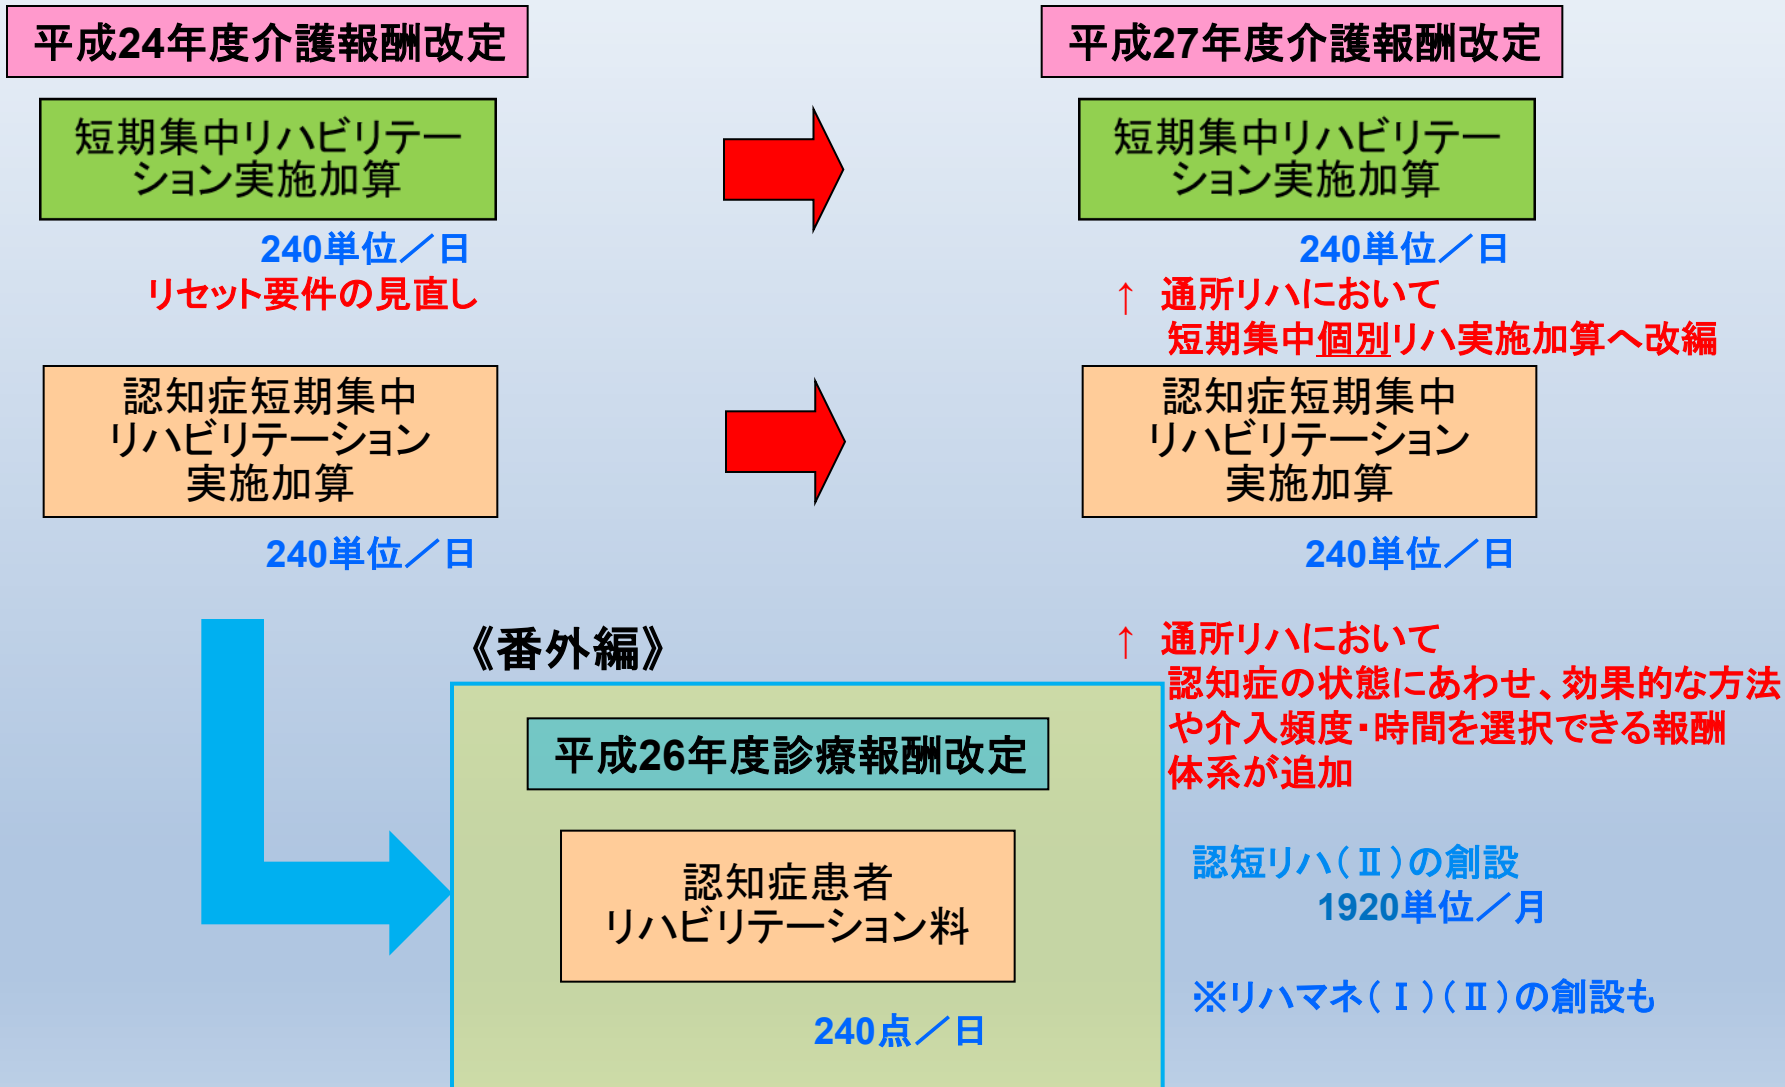 平成24年度介護報酬改定
短期集中リハビリテー
ション実施加算
240単位／日
リセット要件の見直し
認知症短期集中
リハビリテーション
実施加算
240単位／日
平成27年度介護報酬改定
短期集中リハビリテー
ション実施加算
240単位／日
↑ 通所リハにおいて
短期集中個別リハ実施加算へ改編
認知症短期集中
リハビリテーション
実施加算
240単位／日
↑ 通所リハにおいて
認知症の状態にあわせ、効果的な方法
や介入頻度・時間を選択できる報酬
体系が追加
認短リハ（Ⅱ）の創設
1920単位／月
※リハマネ（Ⅰ）（Ⅱ）の創設も
《番外編》
平成26年度診療報酬改定
認知症患者
リハビリテーション料
240点／日